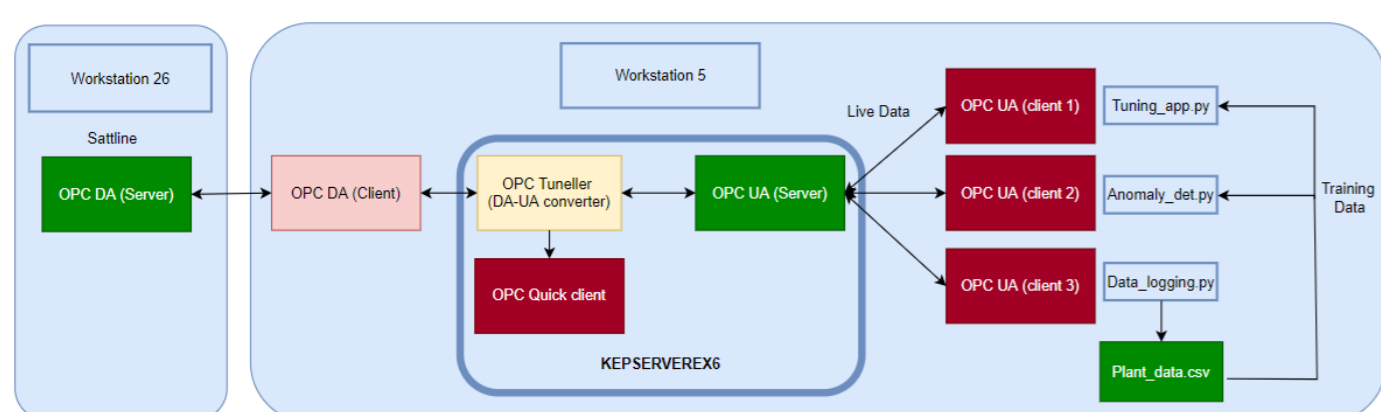 Workstation 26
Sattline
OPC DA (Server)
Workstation 5
OPC DA (Client)
OPC Tuneller
(DA-UA converter)
OPC Quick client
KEPSERVEREX6
OPC UA (Server)
Live Data
OPC UA (client 1)
Tuning_app.py
OPC UA (client 2)
Anomaly_det.py
OPC UA (client 3)
Data_logging.py
Plant_data.csv
Training
Data